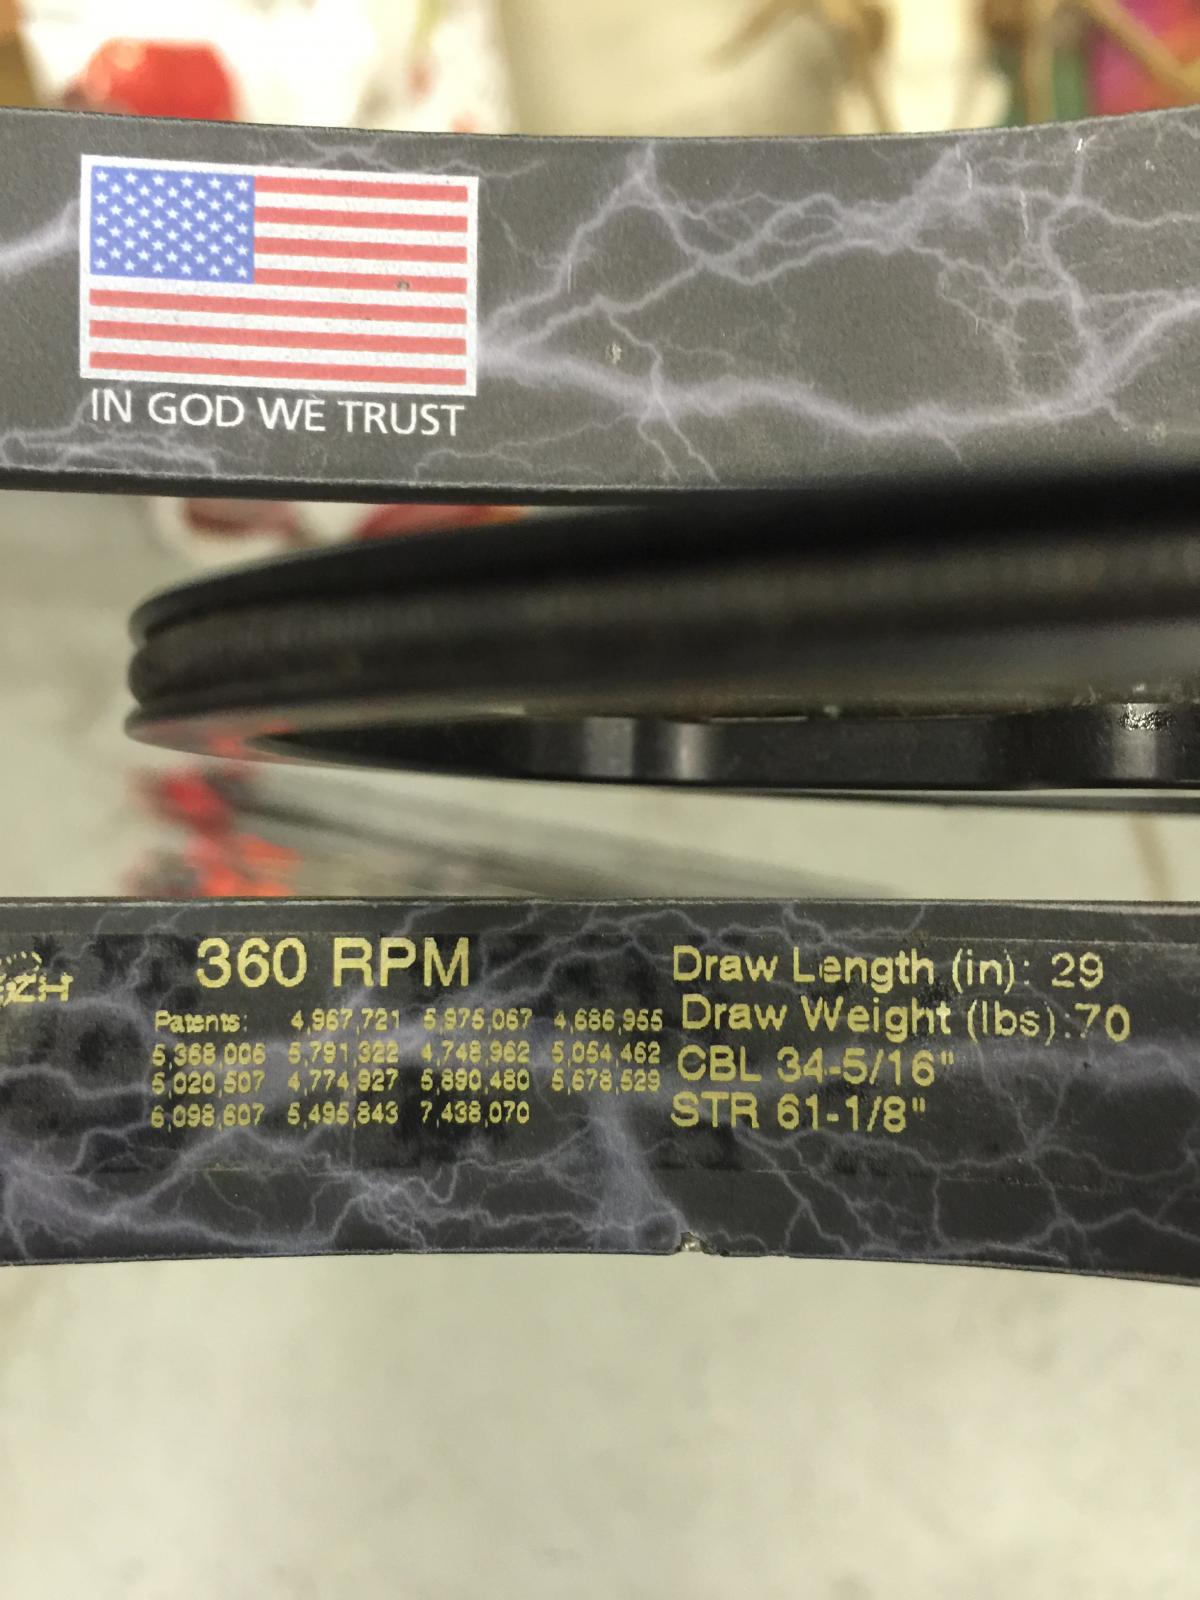 IN GOD WE TRUST
360 RPM
Patents: 4,967,721 5,975,067 4,686,955
5,368,006 5,791,322 4,748,962 5,054,462
5,020,507 4,774,927 5,890,480 5,678,529
6,098,607 5,495,843 7,438,070
Draw Length (in): 29
Draw Weight (lbs):70
CBL 34-5/16"
STR 61-1/8"